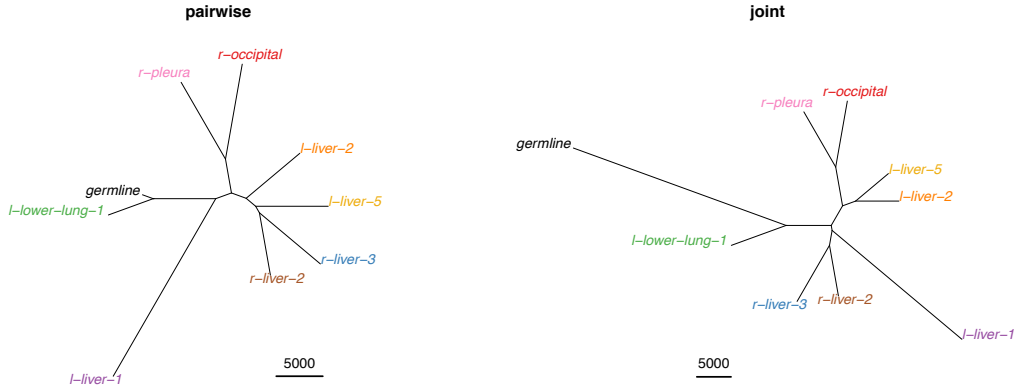 pairwise
r−occipital
r−pleura
l−liver−2
germline
l−liver−5
l−lower−lung−1
r−liver−3
r−liver−2
5000
l−liver−1
joint
r−occipital
r−pleura
germline
l−liver−5
l−liver−2
l−lower−lung−1
r−liver−3
r−liver−2
l−liver−1
5000